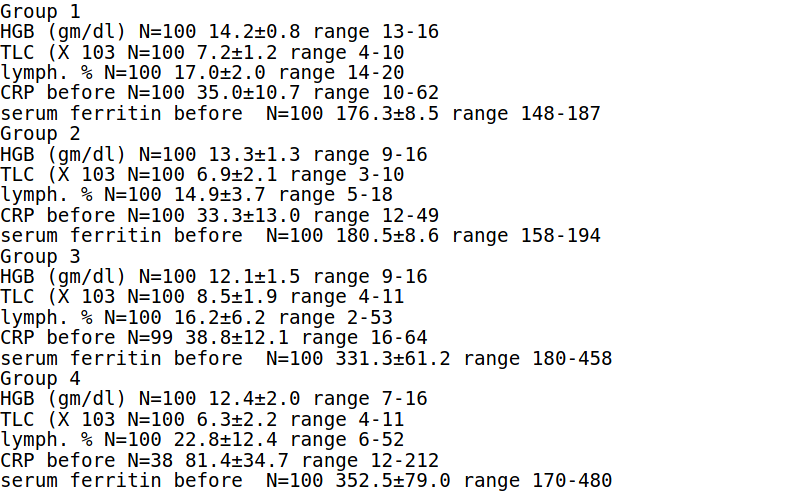 Group 1
HGB (gm/dl) N=100 14.2±0.8 range 13-16
TLC (X 103 N=100 7.2±1.2 range 4-10
lymph. % N=100 17.0±2.0 range 14-20
CRP before N=100 35.0±10.7 range 10-62
serum ferritin before  N=100 176.3±8.5 range 148-187
Group 2
HGB (gm/dl) N=100 13.3±1.3 range 9-16
TLC (X 103 N=100 6.9±2.1 range 3-10
lymph. % N=100 14.9±3.7 range 5-18
CRP before N=100 33.3±13.0 range 12-49
serum ferritin before  N=100 180.5±8.6 range 158-194
Group 3
HGB (gm/dl) N=100 12.1±1.5 range 9-16
TLC (X 103 N=100 8.5±1.9 range 4-11
lymph. % N=100 16.2±6.2 range 2-53
CRP before N=99 38.8±12.1 range 16-64
serum ferritin before  N=100 331.3±61.2 range 180-458
Group 4
HGB (gm/dl) N=100 12.4±2.0 range 7-16
TLC (X 103 N=100 6.3±2.2 range 4-11
lymph. % N=100 22.8±12.4 range 6-52
CRP before N=38 81.4±34.7 range 12-212
serum ferritin before  N=100 352.5±79.0 range 170-480